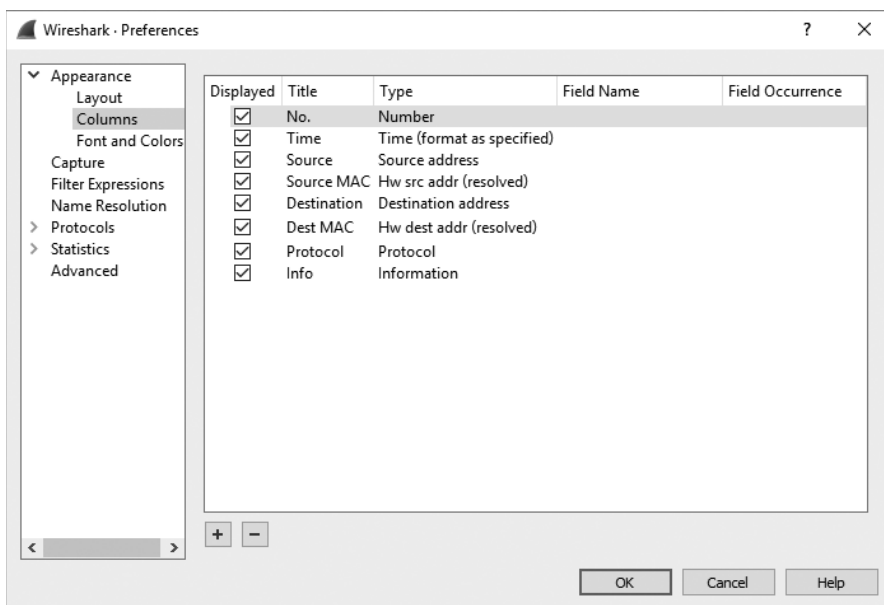 Wireshark · Preferences
Appearance
Layout
Columns
Font and Colors
Capture
Filter Expressions
Name Resolution
Protocols
Statistics
Advanced
Displayed Title Type Field Name Field Occurrence
No. Number
Time Time (format as specified)
Source Source address
Source MAC Hw src addr (resolved)
Destination Destination address
Dest MAC Hw dest addr (resolved)
Protocol Protocol
Info Information
OK Cancel Help